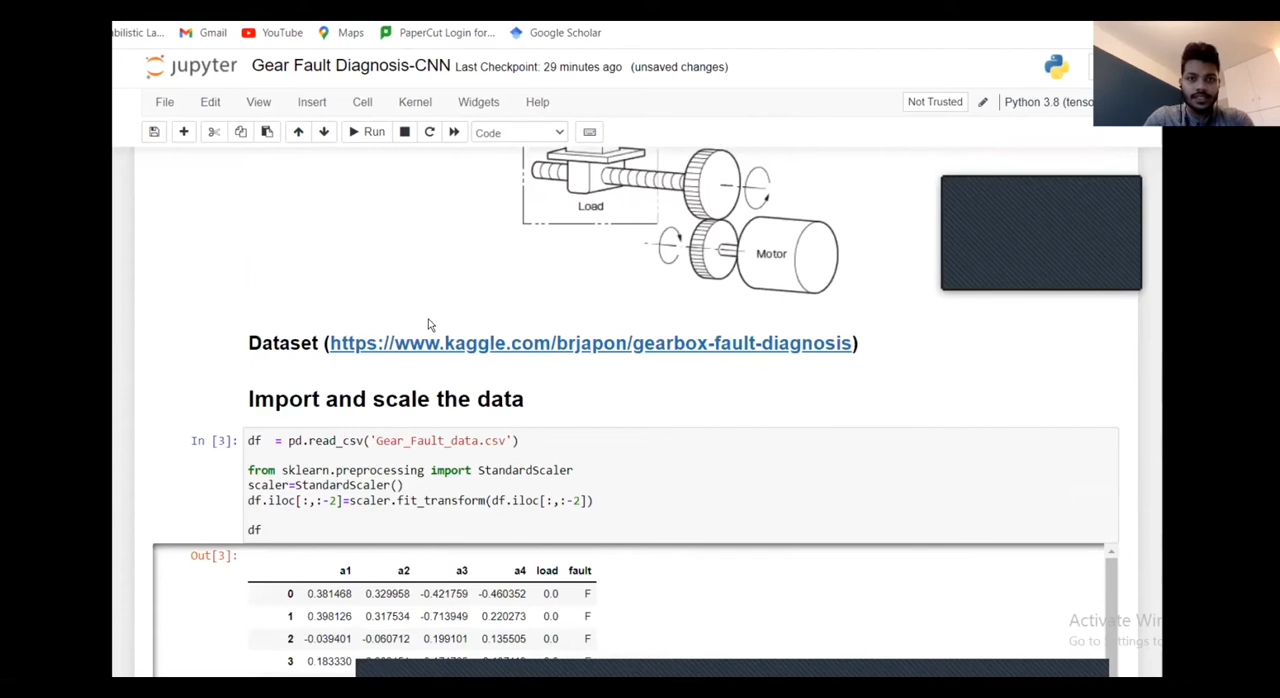 abilistic La...
Gmail
YouTube
Maps
PaperCut Login for...
Google Scholar
jupyter
Gear Fault Diagnosis-CNN Last Checkpoint: 29 minutes ago (unsaved changes)
File Edit View Insert Cell Kernel Widgets Help
Not Trusted
Python 3.8 (tenso
Run
Code
Load
Motor
Dataset (https://www.kaggle.com/brjapon/gearbox-fault-diagnosis)
Import and scale the data
In [3]:
df = pd.read_csv('Gear_Fault_data.csv')
from sklearn.preprocessing import StandardScaler
scaler=StandardScaler()
df.iloc[:,:-2]=scaler.fit_transform(df.iloc[:,:-2])
df
Out[3]:
a1 a2 a3 a4 load fault
0 0.381468 0.329958 -0.421759 -0.460352 0.0 F
1 0.398126 0.317534 -0.713949 0.220273 0.0 F
2 -0.039401 -0.060712 0.199101 0.135505 0.0 F
3 0.183330
Activate Win
Go to Settings to